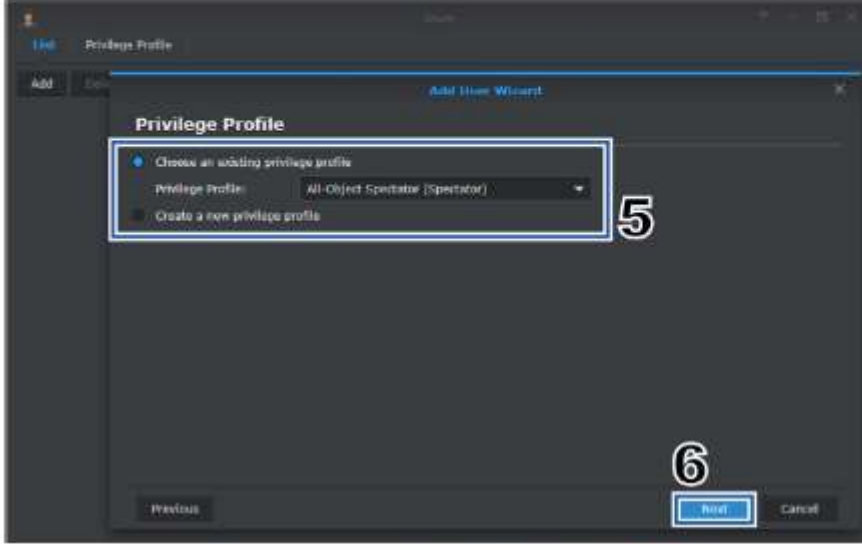 List Privilege Profile
Add
Add User Wizard
Privilege Profile
Choose an existing privilege profile
Privilege Profile: All-Object Spectator (Spectator)
Create a new privilege profile
5
6
Previous Next Cancel